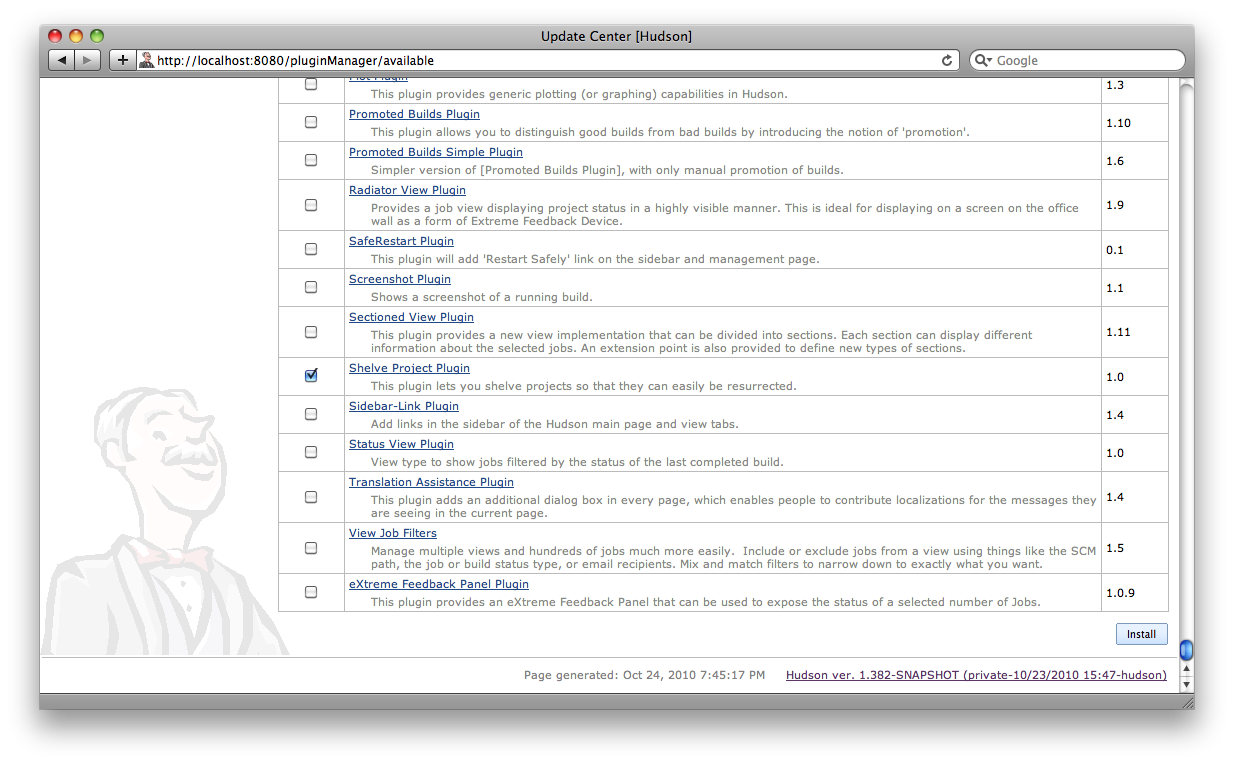 Update Center [Hudson]
http://localhost:8080/pluginManager/available
Google
Plot Plugin
This plugin provides generic plotting (or graphing) capabilities in Hudson.
1.3
Promoted Builds Plugin
This plugin allows you to distinguish good builds from bad builds by introducing the notion of 'promotion'.
1.10
Promoted Builds Simple Plugin
Simpler version of [Promoted Builds Plugin], with only manual promotion of builds.
1.6
Radiator View Plugin
Provides a job view displaying project status in a highly visible manner. This is ideal for displaying on a screen on the office
wall as a form of Extreme Feedback Device.
1.9
SafeRestart Plugin
This plugin will add 'Restart Safely' link on the sidebar and management page.
0.1
Screenshot Plugin
Shows a screenshot of a running build.
1.1
Sectioned View Plugin
This plugin provides a new view implementation that can be divided into sections. Each section can display different
information about the selected jobs. An extension point is also provided to define new types of sections.
1.11
Shelve Project Plugin
This plugin lets you shelve projects so that they can easily be resurrected.
1.0
Sidebar-Link Plugin
Add links in the sidebar of the Hudson main page and view tabs.
1.4
Status View Plugin
View type to show jobs filtered by the status of the last completed build.
1.0
Translation Assistance Plugin
This plugin adds an additional dialog box in every page, which enables people to contribute localizations for the messages they
are seeing in the current page.
1.4
View Job Filters
Manage multiple views and hundreds of jobs much more easily.  Include or exclude jobs from a view using things like the SCM
path, the job or build status type, or email recipients. Mix and match filters to narrow down to exactly what you want.
1.5
eXtreme Feedback Panel Plugin
This plugin provides an eXtreme Feedback Panel that can be used to expose the status of a selected number of Jobs.
1.0.9
Install
Page generated: Oct 24, 2010 7:45:17 PM
Hudson ver. 1.382-SNAPSHOT (private-10/23/2010 15:47-hudson)